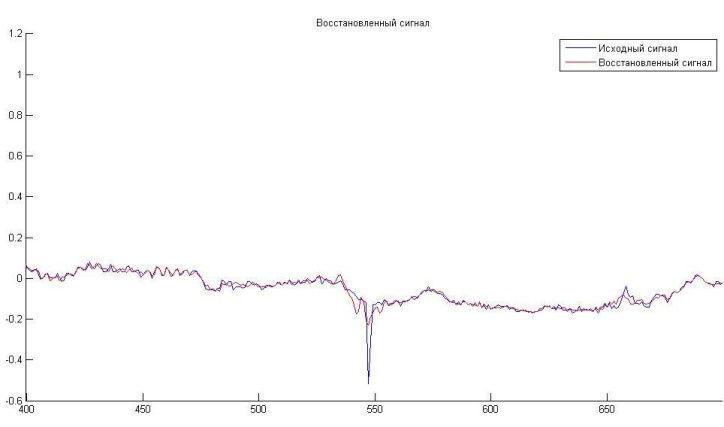 Восстановленный сигнал
1.2
Исходный сигнал
Восстановленный сигнал
1
0.8
0.6
0.4
0.2
0
-0.2
-0.4
-0.6
400 450 500 550 600 650